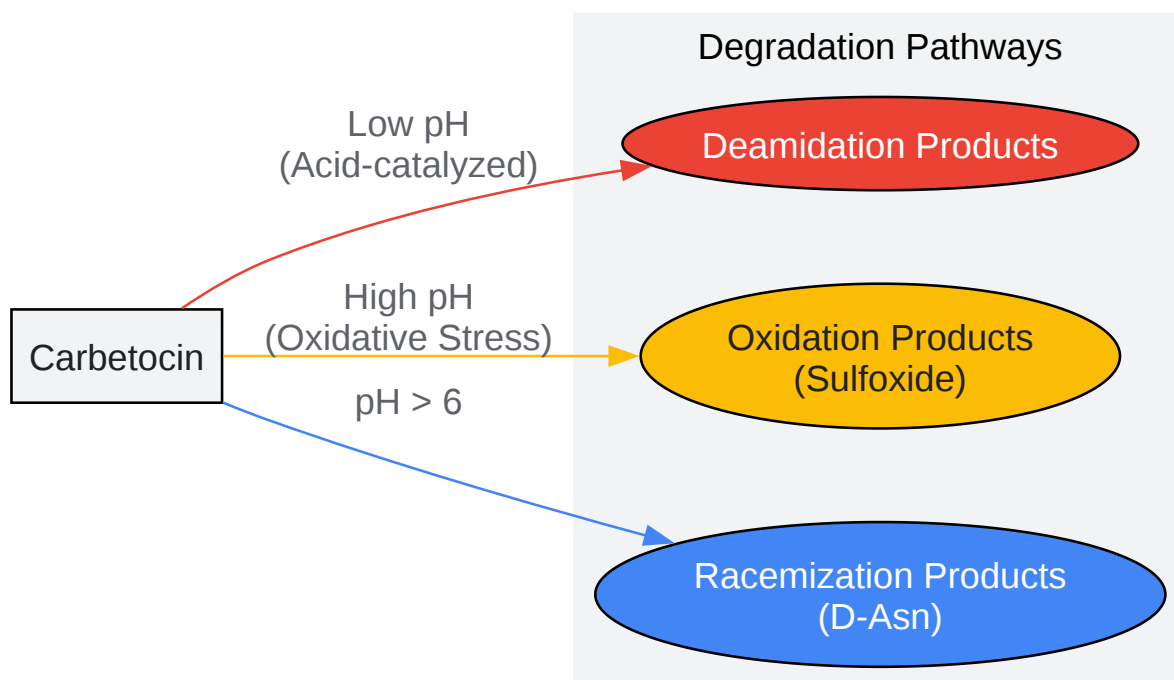 Degradation Pathways
Low pH
(Acid-catalyzed)
Deamidation Products
High pH
(Oxidative Stress)
Oxidation Products
(Sulfoxide)
Carbetocin
pH > 6
Racemization Products
(D-Asn)